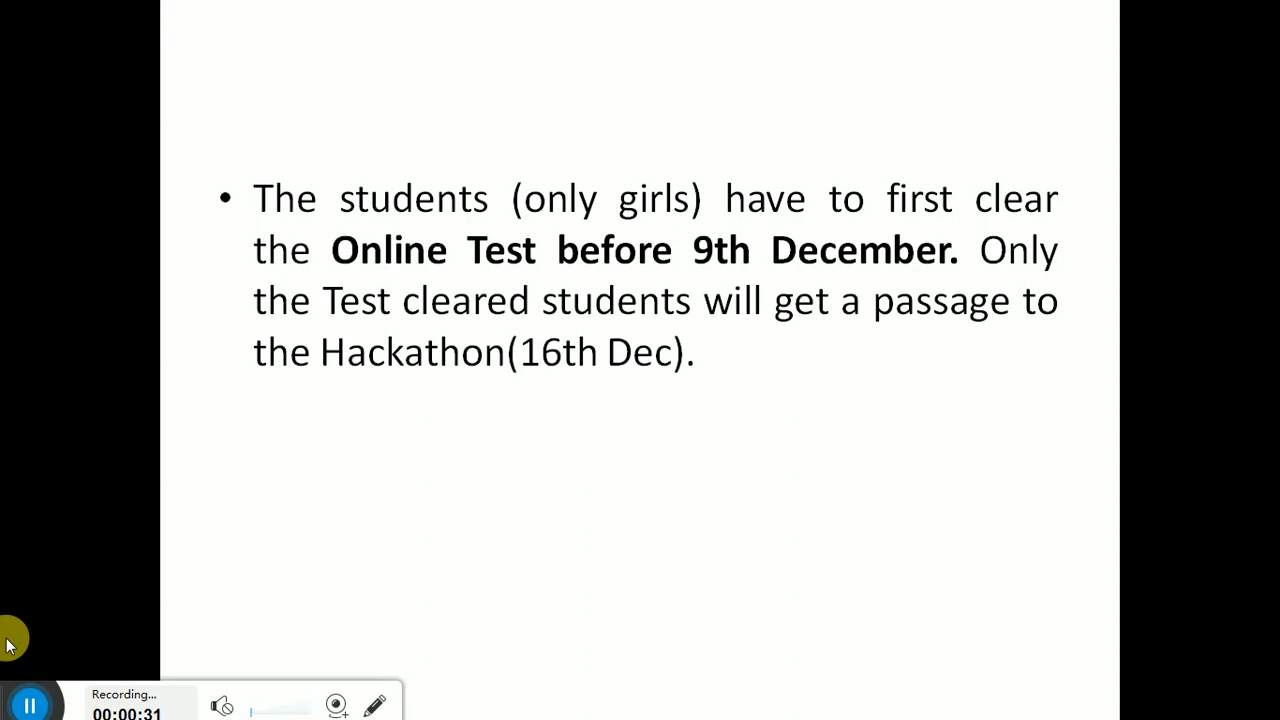 • The students (only girls) have to first clear
the Online Test before 9th December. Only
the Test cleared students will get a passage to
the Hackathon(16th Dec).
Recording...
00:00:31